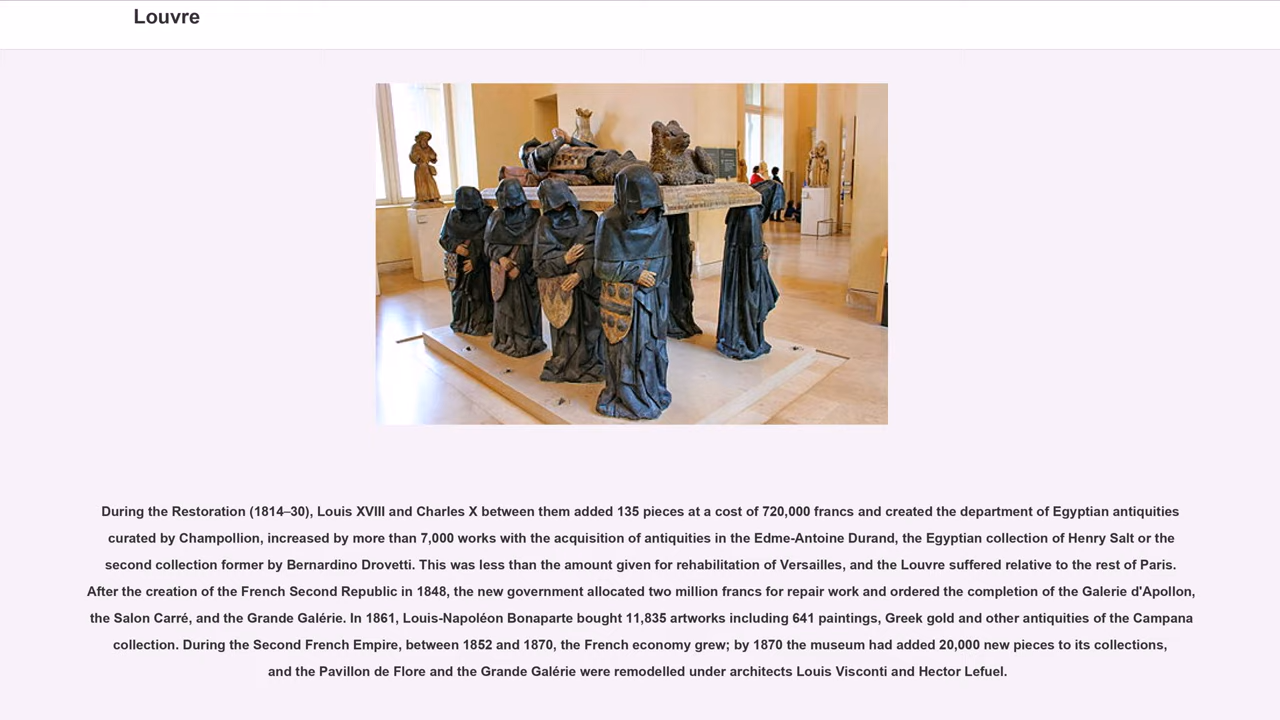 Louvre
During the Restoration (1814–30), Louis XVIII and Charles X between them added 135 pieces at a cost of 720,000 francs and created the department of Egyptian antiquities
curated by Champollion, increased by more than 7,000 works with the acquisition of antiquities in the Edme-Antoine Durand, the Egyptian collection of Henry Salt or the
second collection former by Bernardino Drovetti. This was less than the amount given for rehabilitation of Versailles, and the Louvre suffered relative to the rest of Paris.
After the creation of the French Second Republic in 1848, the new government allocated two million francs for repair work and ordered the completion of the Galerie d'Apollon,
the Salon Carré, and the Grande Galérie. In 1861, Louis-Napoléon Bonaparte bought 11,835 artworks including 641 paintings, Greek gold and other antiquities of the Campana
collection. During the Second French Empire, between 1852 and 1870, the French economy grew; by 1870 the museum had added 20,000 new pieces to its collections,
and the Pavillon de Flore and the Grande Galérie were remodelled under architects Louis Visconti and Hector Lefuel.